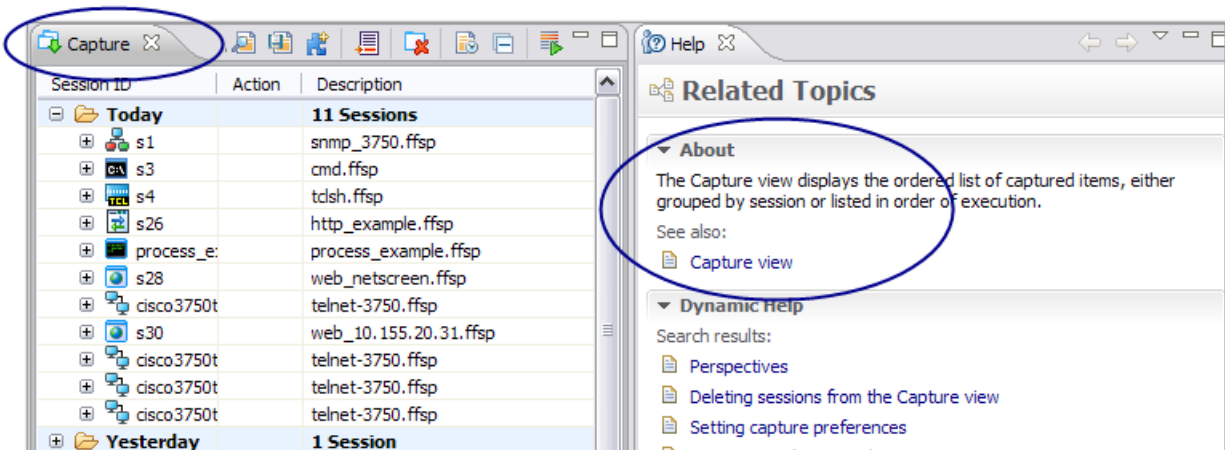 Capture
Session ID Action Description
Today 11 Sessions
s1 snmp_3750.ffsp
s3 cmd.ffsp
s4 tclsh.ffsp
s26 http_example.ffsp
process_e: process_example.ffsp
s28 web_netscreen.ffsp
cisco3750t telnet-3750.ffsp
s30 web_10.155.20.31.ffsp
cisco3750t telnet-3750.ffsp
cisco3750t telnet-3750.ffsp
cisco3750t telnet-3750.ffsp
Yesterday 1 Session
Help
Related Topics
About
The Capture view displays the ordered list of captured items, either
grouped by session or listed in order of execution.
See also:
Capture view
Dynamic Help
Search results:
Perspectives
Deleting sessions from the Capture view
Setting capture preferences